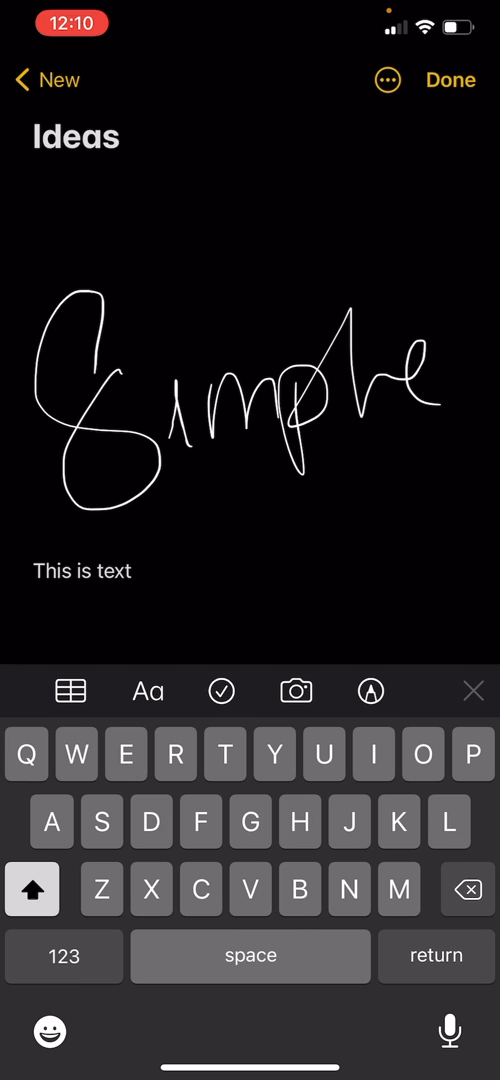 12:10
New
Done
Ideas
Simple
This is text
Aa
Q W E R T Y U I O P
A S D F G H J K L
Z X C V B N M
123 space return